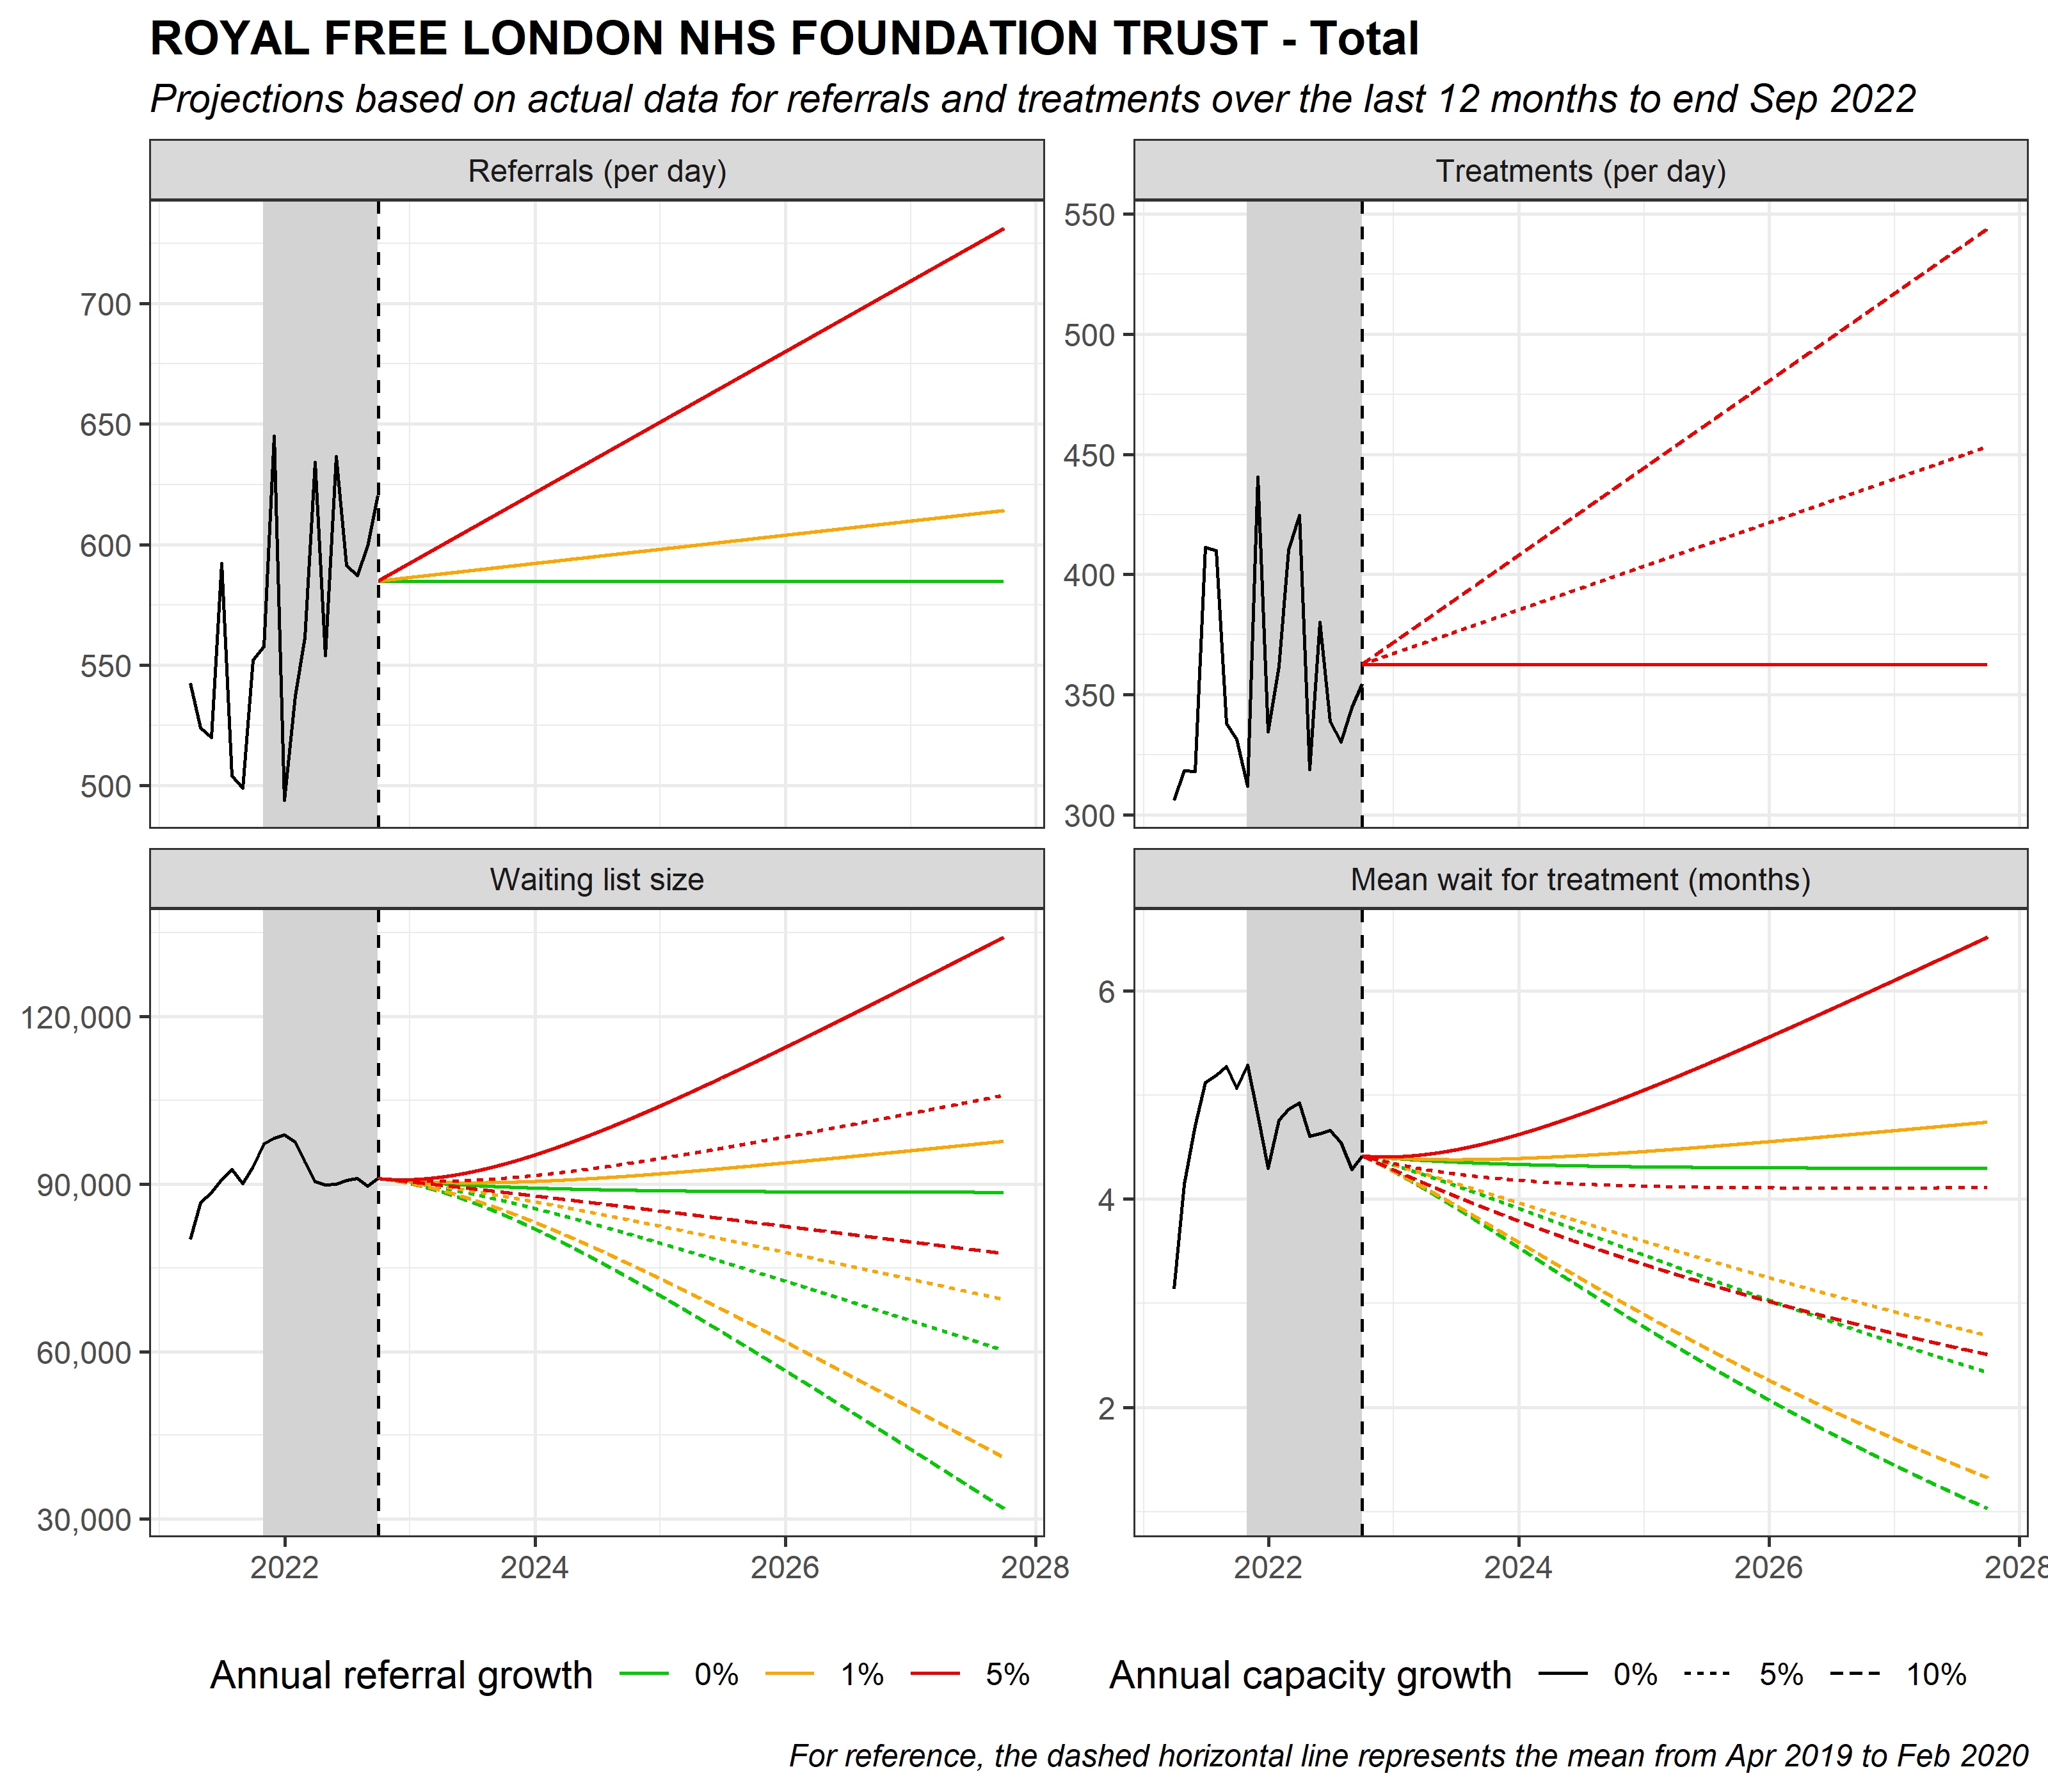 ROYAL FREE LONDON NHS FOUNDATION TRUST - Total
Projections based on actual data for referrals and treatments over the last 12 months to end Sep 2022
Referrals (per day)
700
650
600
550
500
Treatments (per day)
550
500
450
400
350
300
Waiting list size
120,000
90,000
60,000
30,000
2022 2024 2026 2028
Mean wait for treatment (months)
6
4
2
2022 2024 2026 2028
Annual referral growth 0% 1% 5%
Annual capacity growth 0% 5% 10%
For reference, the dashed horizontal line represents the mean from Apr 2019 to Feb 2020